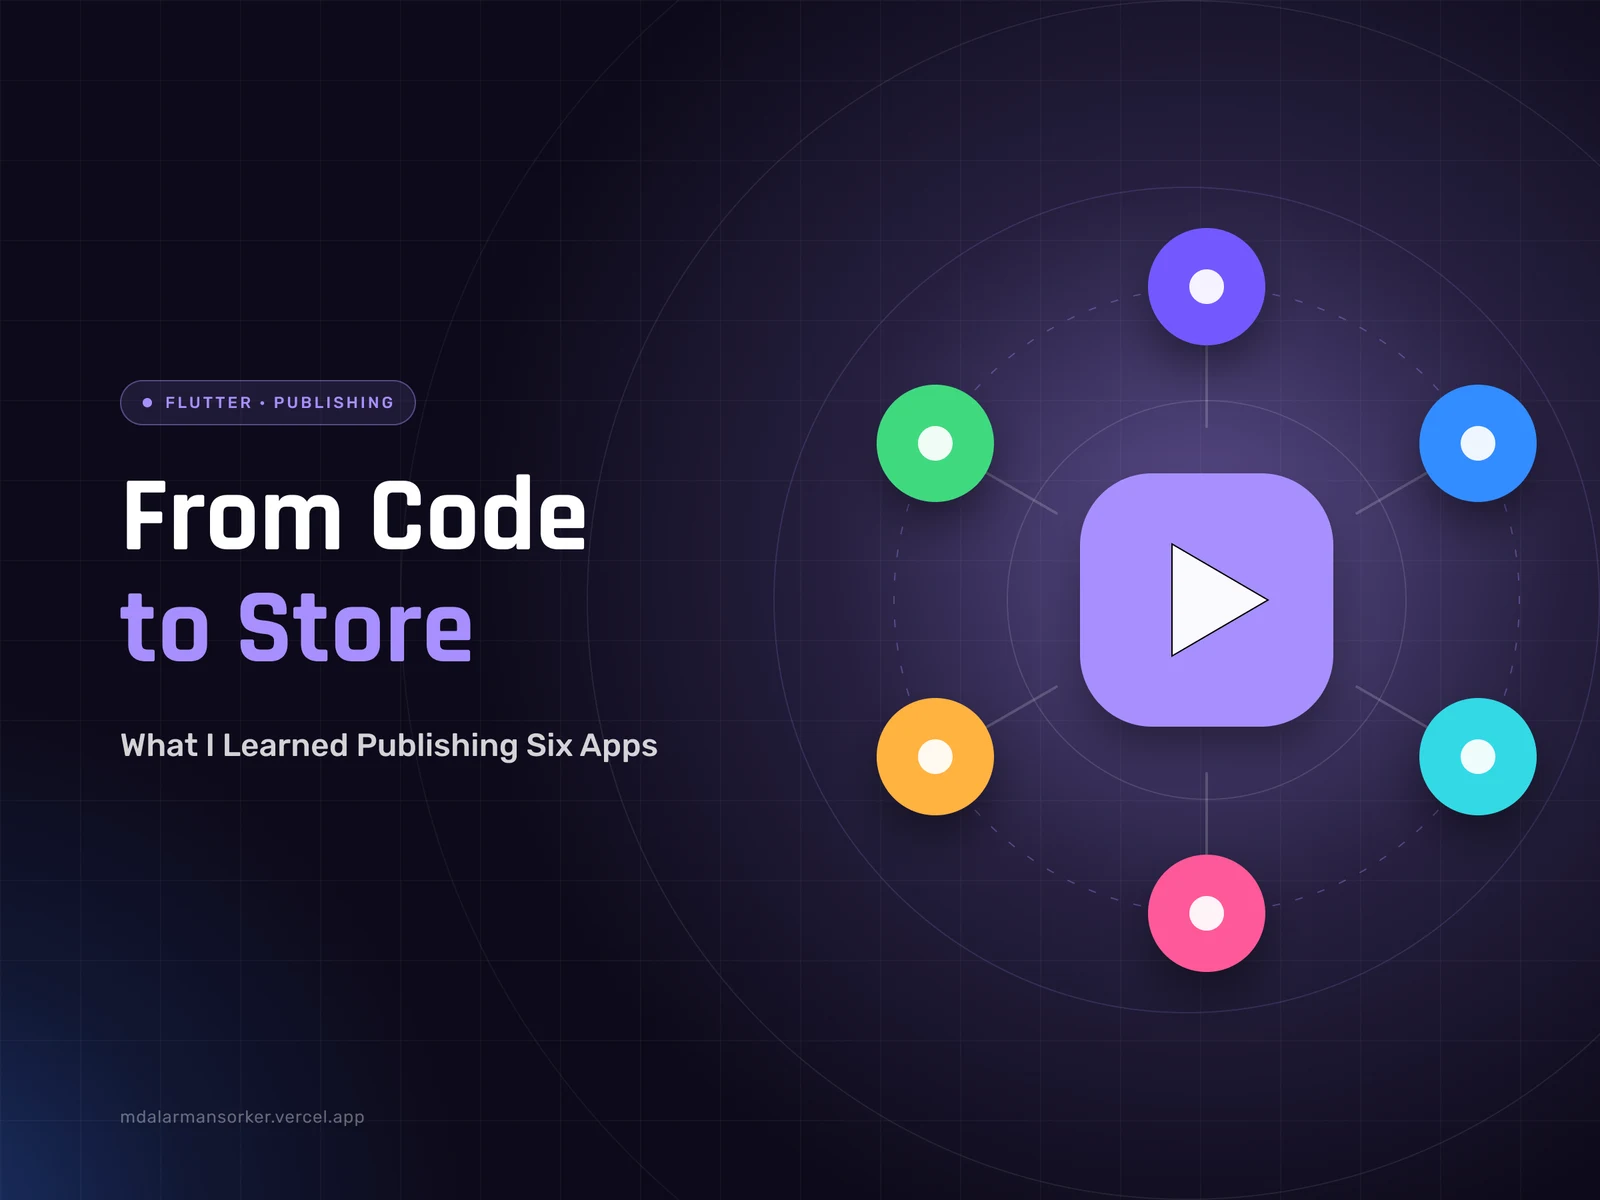 FLUTTER • PUBLISHING
From Code
to Store
What I Learned Publishing Six Apps
mdalarmansorker.vercel.app